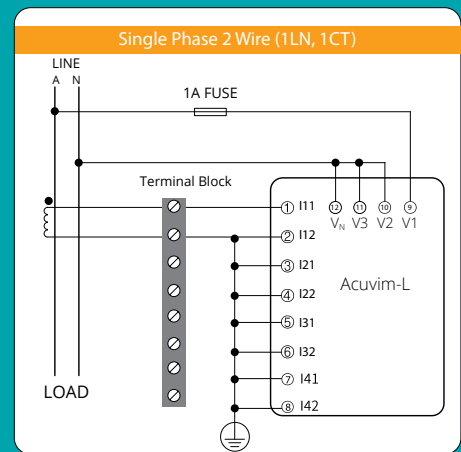 Single Phase 2 Wire (1LN, 1CT)
LINE
A N
1A FUSE
Terminal Block
① I11
② I12
③ I21
④ I22
⑤ I31
⑥ I32
⑦ I41
⑧ I42
⑫ ⑪ ⑩ ⑨
VN V3 V2 V1
Acuvim-L
LOAD